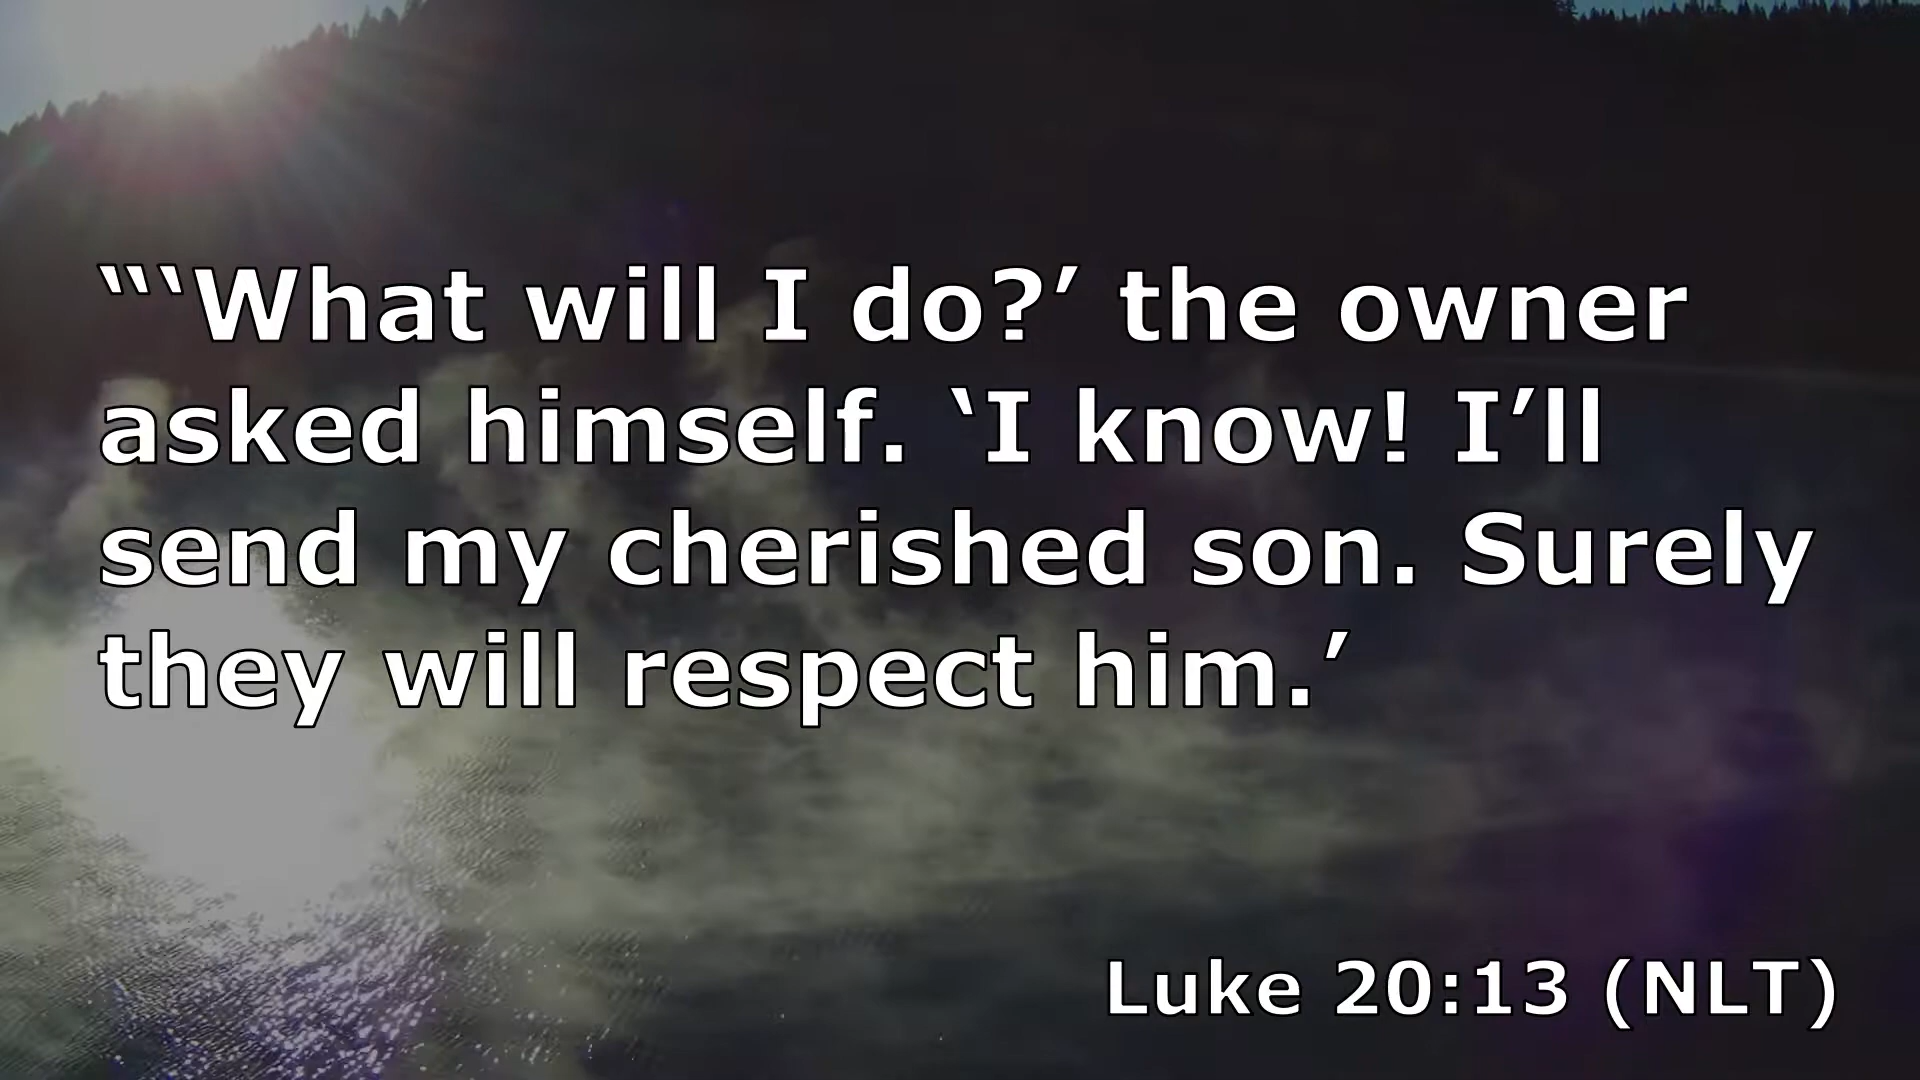 “‘What will I do?’ the owner
asked himself. ‘I know! I’ll
send my cherished son. Surely
they will respect him.’
Luke 20:13 (NLT)